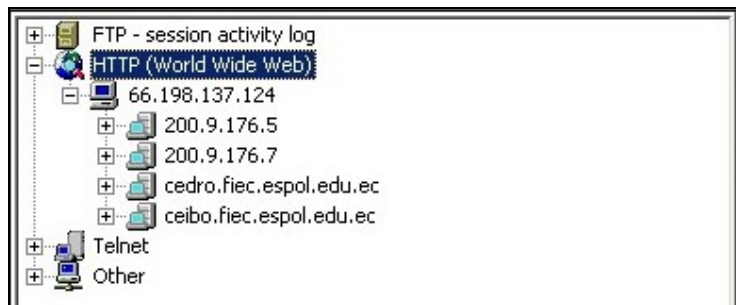 FTP - session activity log
HTTP (World Wide Web)
66.198.137.124
200.9.176.5
200.9.176.7
cedro.fiec.espol.edu.ec
ceibo.fiec.espol.edu.ec
Telnet
Other